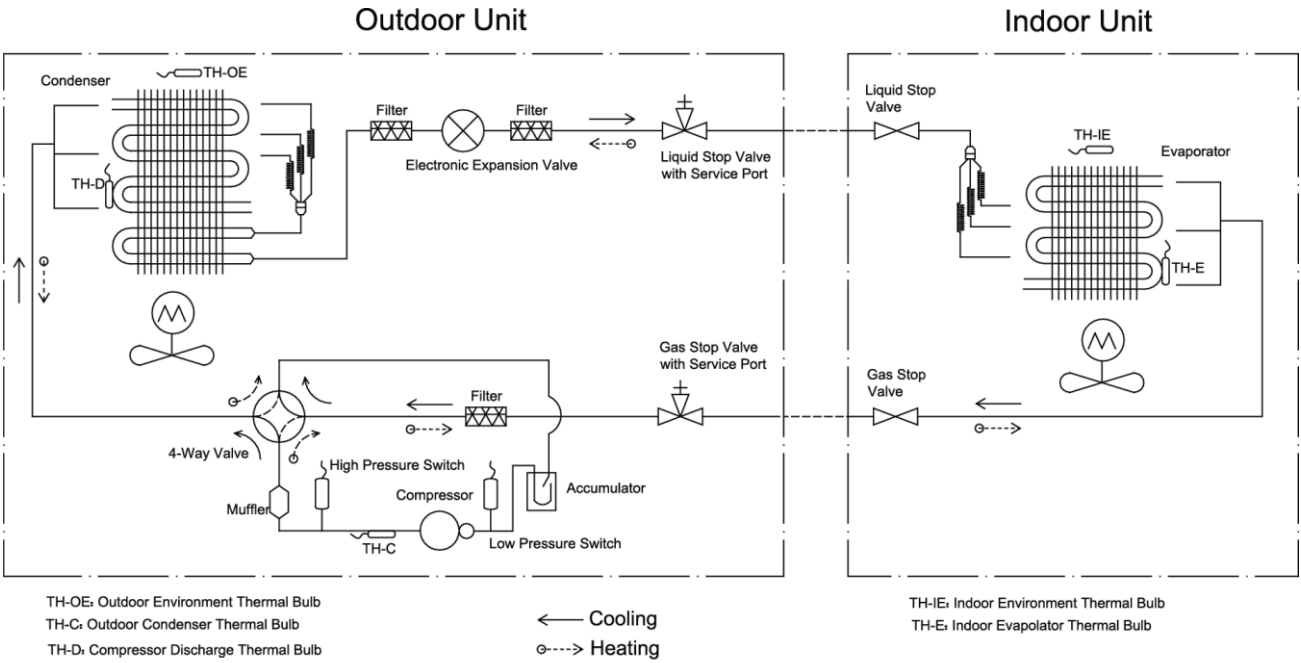 Outdoor Unit
Indoor Unit
Condenser
TH-OE
Filter
Filter
Electronic Expansion Valve
Liquid Stop Valve
with Service Port
TH-D
Liquid Stop
Valve
TH-IE
Evaporator
TH-E
Gas Stop Valve
with Service Port
Gas Stop
Valve
Filter
4-Way Valve
High Pressure Switch
Muffler
Compressor
Accumulator
TH-C
Low Pressure Switch
TH-OE: Outdoor Environment Thermal Bulb
TH-C: Outdoor Condenser Thermal Bulb
TH-D: Compressor Discharge Thermal Bulb
Cooling
Heating
TH-IE: Indoor Environment Thermal Bulb
TH-E: Indoor Evapolator Thermal Bulb